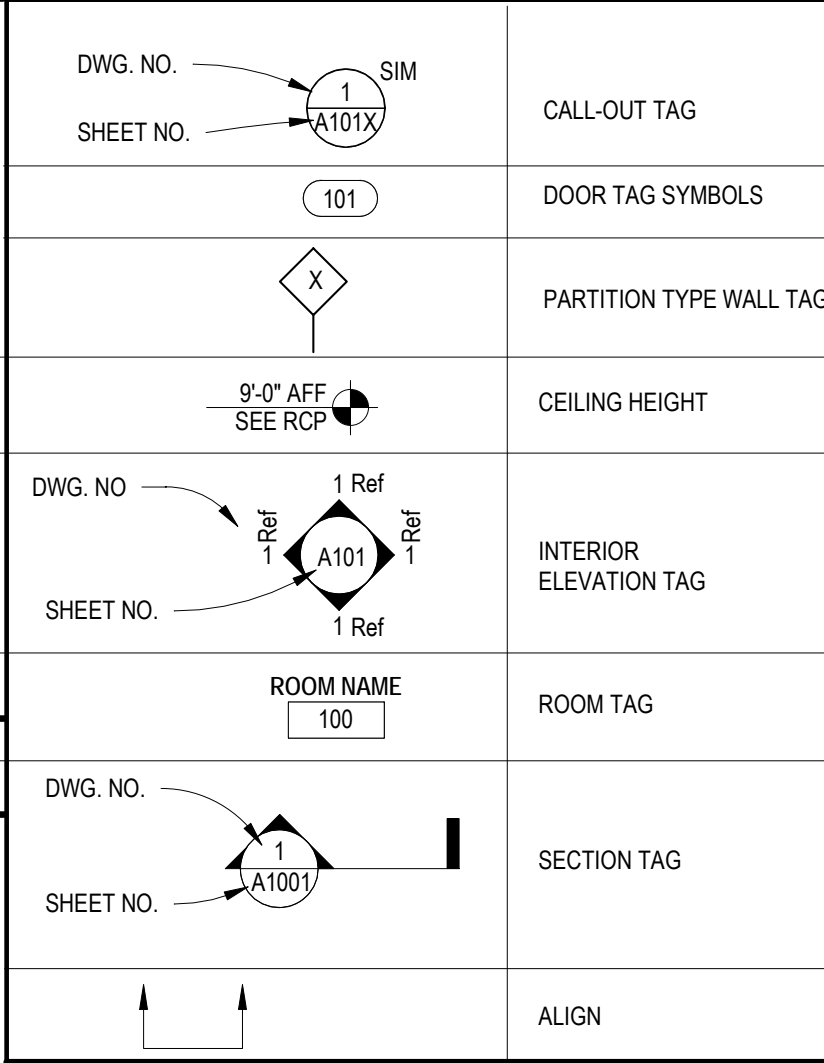 DWG. NO.
SIM
1
A101X
SHEET NO.
CALL-OUT TAG
101
DOOR TAG SYMBOLS
X
PARTITION TYPE WALL TAG
9'-0" AFF
SEE RCP
CEILING HEIGHT
DWG. NO
1 Ref
1 Ref
A101
1 Ref
1 Ref
SHEET NO.
INTERIOR
ELEVATION TAG
ROOM NAME
100
ROOM TAG
DWG. NO.
1
A1001
SHEET NO.
SECTION TAG
ALIGN